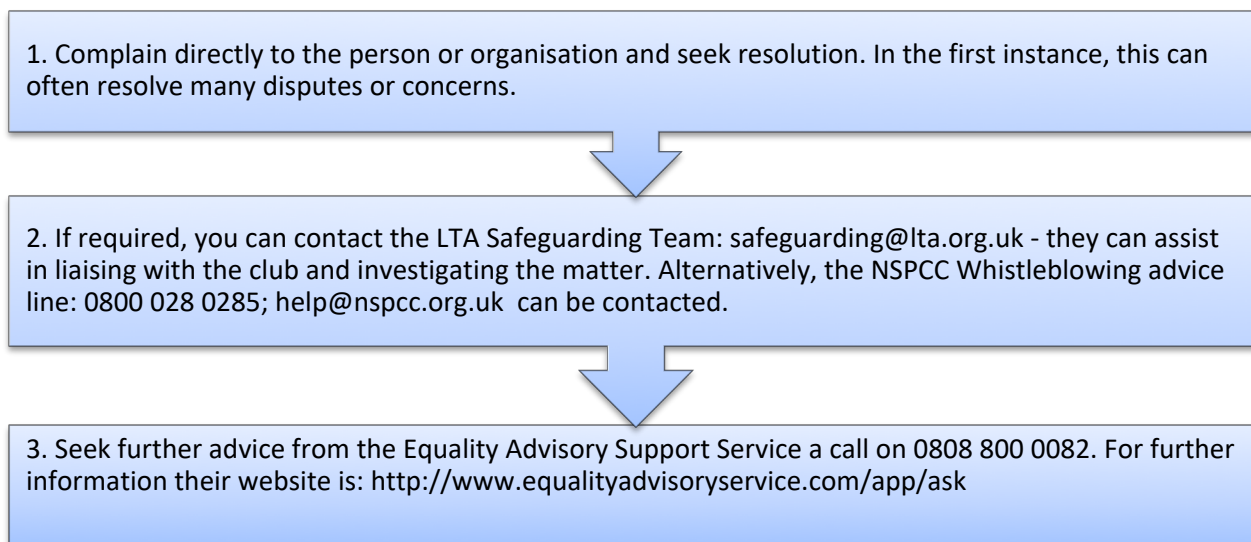 1. Complain directly to the person or organisation and seek resolution. In the first instance, this can
often resolve many disputes or concerns.
2. If required, you can contact the LTA Safeguarding Team: safeguarding@lta.org.uk - they can assist
in liaising with the club and investigating the matter. Alternatively, the NSPCC Whistleblowing advice
line: 0800 028 0285; help@nspcc.org.uk  can be contacted.
3. Seek further advice from the Equality Advisory Support Service a call on 0808 800 0082. For further
information their website is: http://www.equalityadvisoryservice.com/app/ask